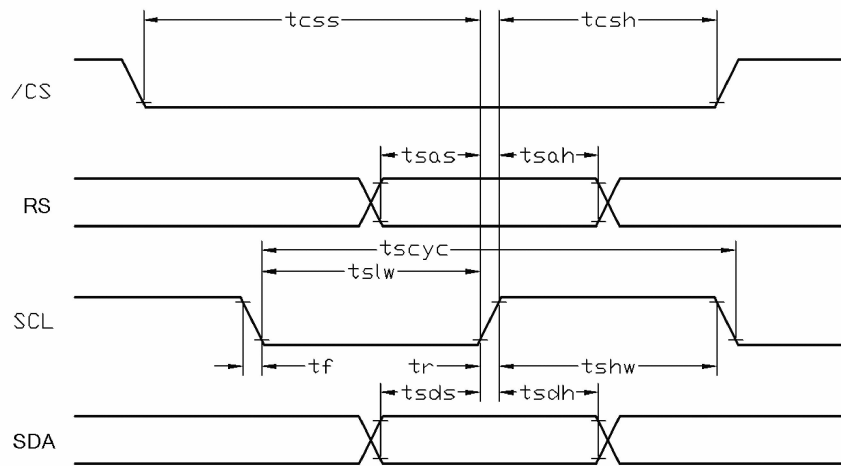 tcss tcsh
/CS
tsas tsah
RS
tscyc
tslw
SCL
tf tr tshw
tsds tsdh
SDA